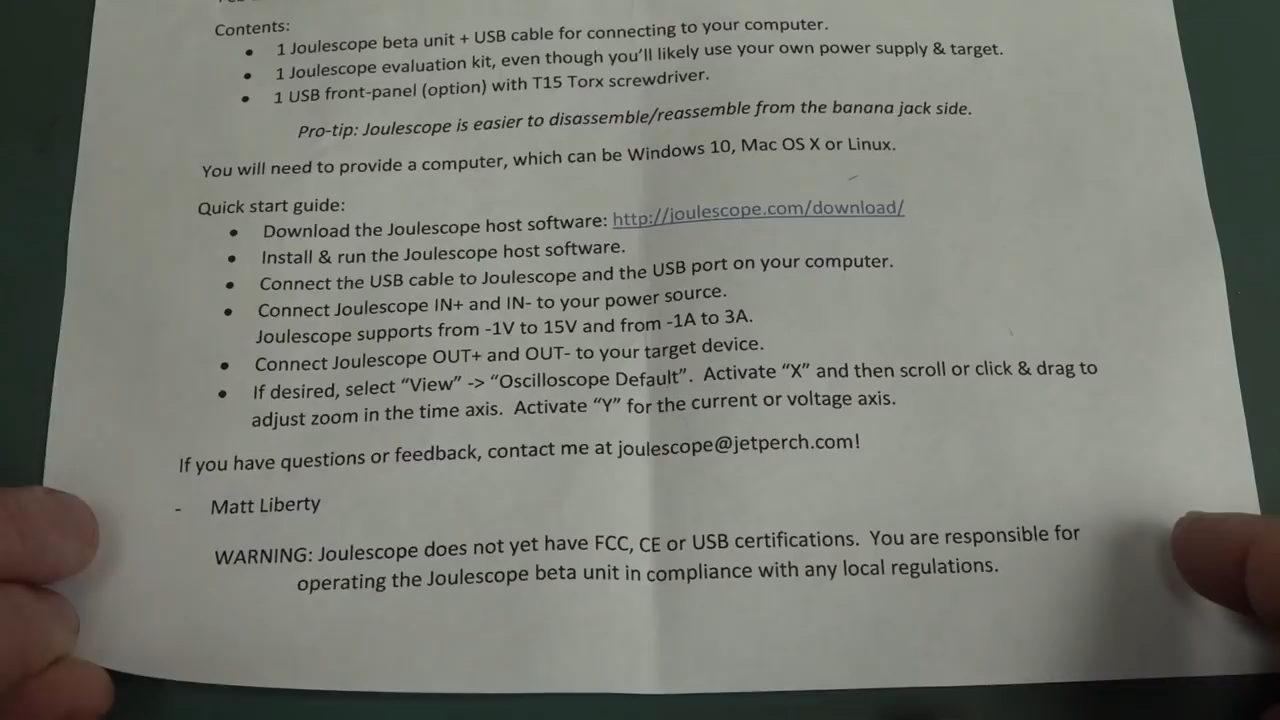 Contents:
• 1 Joulescope beta unit + USB cable for connecting to your computer.
• 1 Joulescope evaluation kit, even though you'll likely use your own power supply & target.
• 1 USB front-panel (option) with T15 Torx screwdriver.
Pro-tip: Joulescope is easier to disassemble/reassemble from the banana jack side.
You will need to provide a computer, which can be Windows 10, Mac OS X or Linux.
Quick start guide:
• Download the Joulescope host software: http://joulescope.com/download/
• Install & run the Joulescope host software.
• Connect the USB cable to Joulescope and the USB port on your computer.
• Connect Joulescope IN+ and IN- to your power source.
Joulescope supports from -1V to 15V and from -1A to 3A.
• Connect Joulescope OUT+ and OUT- to your target device.
• If desired, select "View" -> "Oscilloscope Default". Activate "X" and then scroll or click & drag to
adjust zoom in the time axis. Activate "Y" for the current or voltage axis.
If you have questions or feedback, contact me at joulescope@jetperch.com!
- Matt Liberty
WARNING: Joulescope does not yet have FCC, CE or USB certifications. You are responsible for
operating the Joulescope beta unit in compliance with any local regulations.